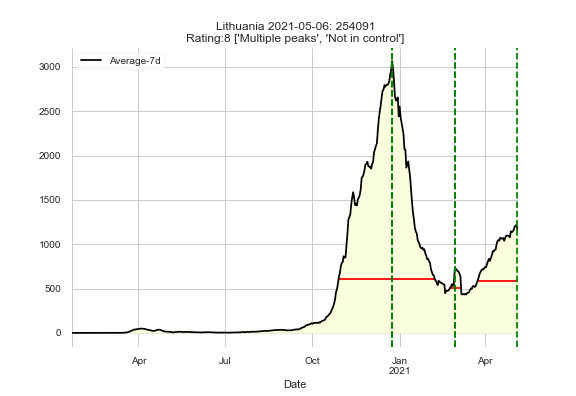 Lithuania 2021-05-06: 254091
Rating:8 ['Multiple peaks', 'Not in control']
Average-7d
3000
2500
2000
1500
1000
500
0
Apr
Jul
Oct
Jan
2021
Apr
Date